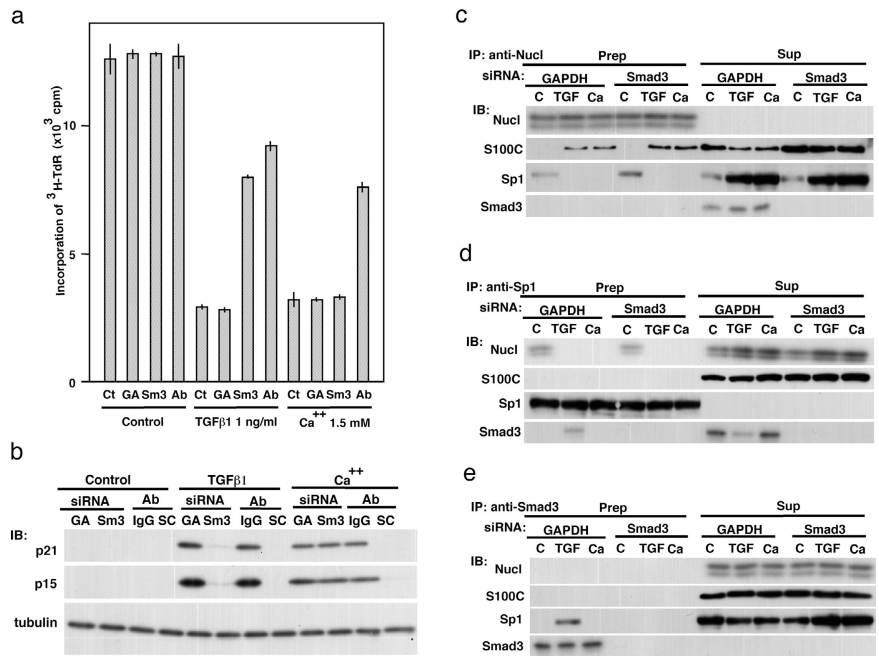 a
Incorporation of ³H-TdR (x10³ cpm)
10
5
0
Ct GA Sm3 Ab Ct GA Sm3 Ab Ct GA Sm3 Ab
Control TGFβ1 1 ng/ml Ca++ 1.5 mM
b
Control TGFβ1 Ca++
siRNA Ab siRNA Ab siRNA Ab
GA Sm3 IgG SC GA Sm3 IgG SC GA Sm3 IgG SC
IB:
p21
p15
tubulin
c
IP: anti-Nucl Prep Sup
siRNA: GAPDH Smad3 GAPDH Smad3
C TGF Ca C TGF Ca C TGF Ca C TGF Ca
IB: Nucl
S100C
Sp1
Smad3
d
IP: anti-Sp1 Prep Sup
siRNA: GAPDH Smad3 GAPDH Smad3
C TGF Ca C TGF Ca C TGF Ca C TGF Ca
IB: Nucl
S100C
Sp1
Smad3
e
IP: anti-Smad3 Prep Sup
siRNA: GAPDH Smad3 GAPDH Smad3
C TGF Ca C TGF Ca C TGF Ca C TGF Ca
IB: Nucl
S100C
Sp1
Smad3